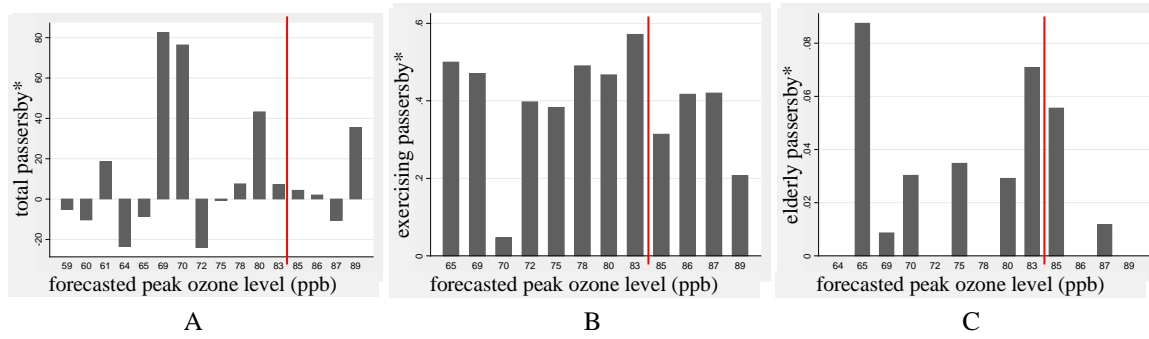 total passersby*
80
60
40
20
0
-20
59 60 61 64 65 69 70 72 75 78 80 83 85 86 87 89
forecasted peak ozone level (ppb)
A
exercising passersby*
.6
.4
.2
0
65 69 70 72 75 78 80 83 85 86 87 89
forecasted peak ozone level (ppb)
B
elderly passersby*
.08
.06
.04
.02
0
64 65 69 70 72 75 78 80 83 85 86 87 89
forecasted peak ozone level (ppb)
C